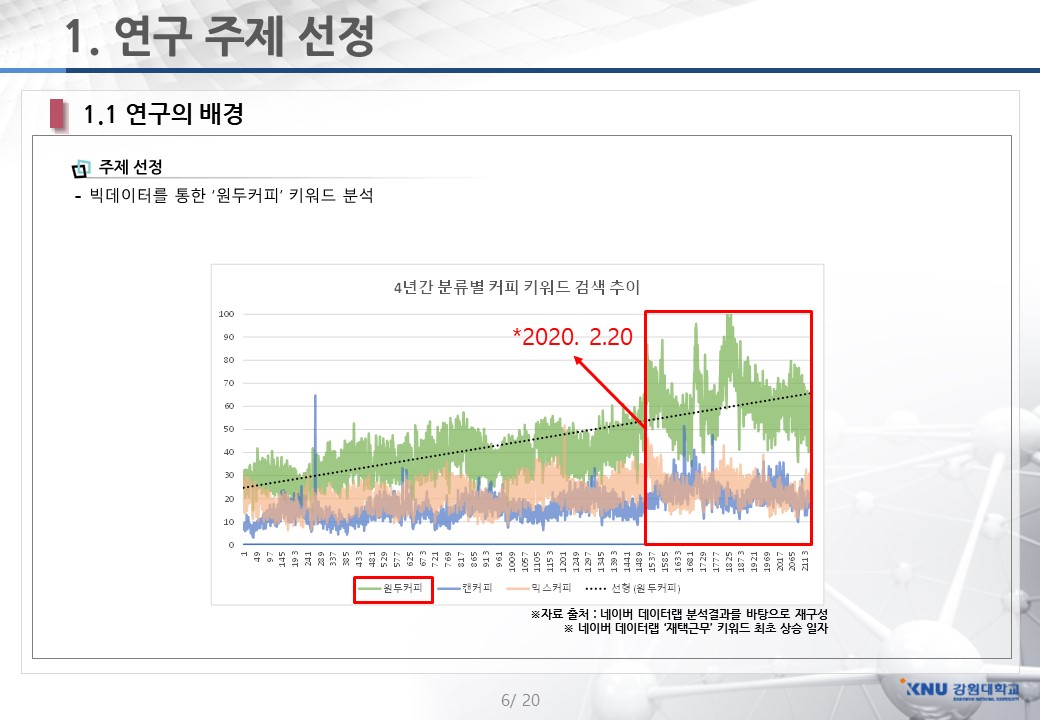 1. 연구 주제 선정
1.1 연구의 배경
주제 선정
- 빅데이터를 통한 '원두커피' 키워드 분석
4년간 분류별 커피 키워드 검색 추이
100
90
80
70
60
50
40
30
20
10
0
*2020. 2.20
1 49 97 145 193 241 289 337 385 433 481 529 577 625 673 721 769 817 865 913 961 1009 1057 1105 1153 1201 1249 1297 1345 1393 1441 1489 1537 1585 1633 1681 1729 1777 1825 1873 1921 1969 2017 2065 2113
원두커피 캔커피 믹스커피 선형 (원두커피)
※자료 출처 : 네이버 데이터랩 분석결과를 바탕으로 재구성
※ 네이버 데이터랩 '재택근무' 키워드 최초 상승 일자
KNU 강원대학교
6/ 20